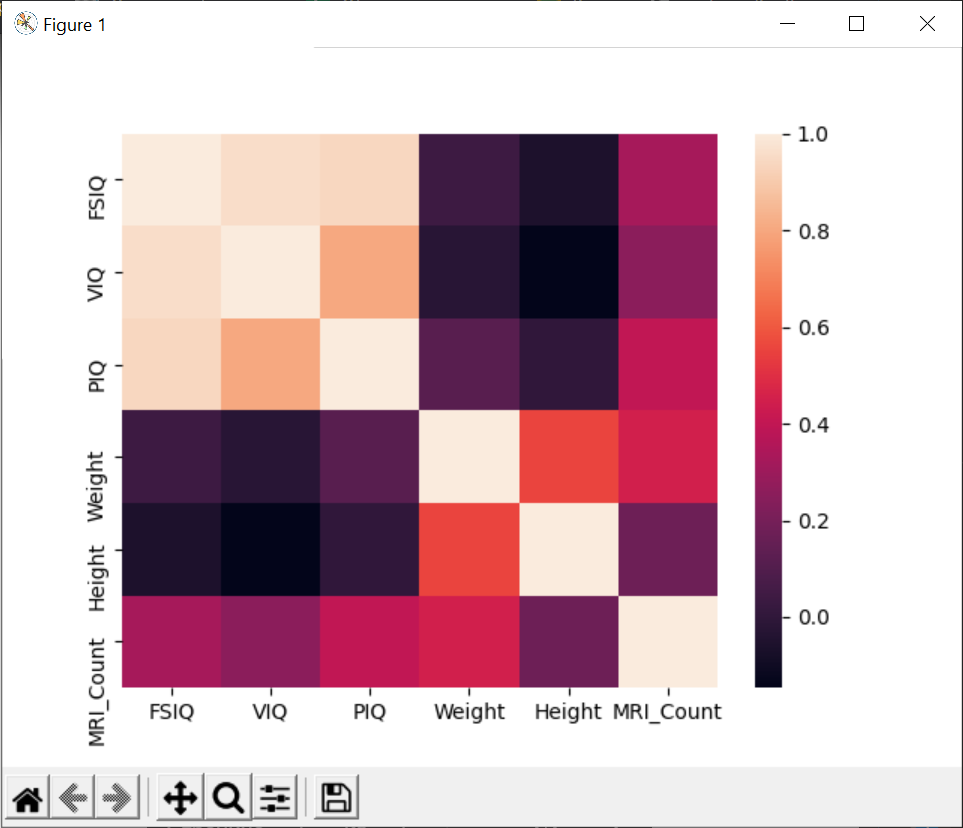 Figure 1
FSIQ
VIQ
PIQ
Weight
Height
MRI_Count
FSIQ VIQ PIQ Weight Height MRI_Count
1.0
0.8
0.6
0.4
0.2
0.0